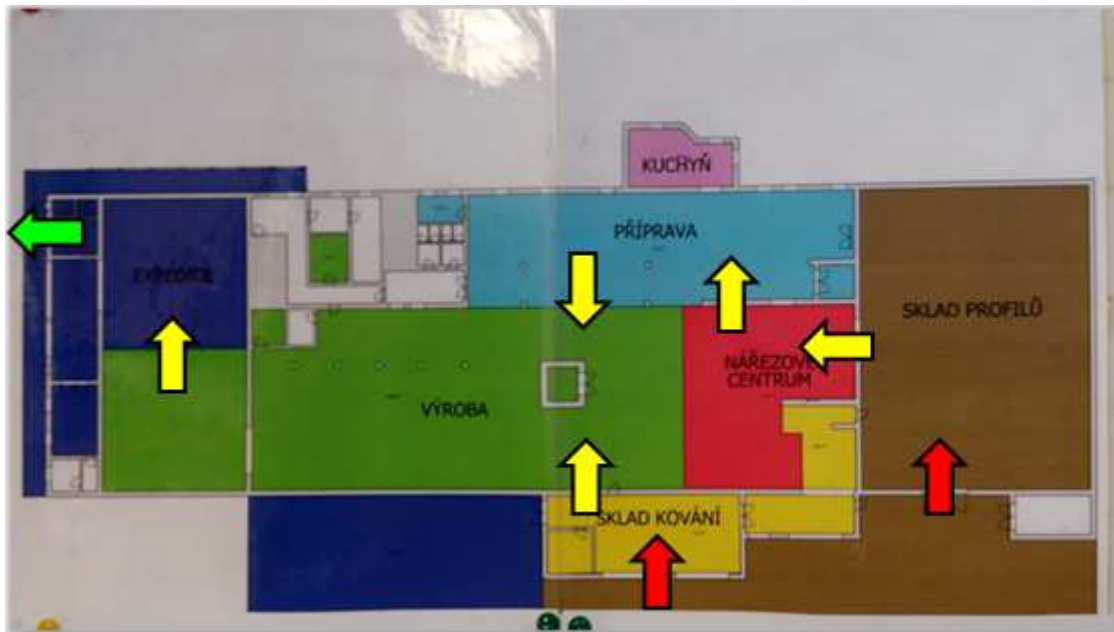 KUCHYŇ
PŘÍPRAVA
EXPEDICE
SKLAD PROFILŮ
NÁŘEZOVÉ
CENTRUM
VÝROBA
SKLAD KOVÁNÍ